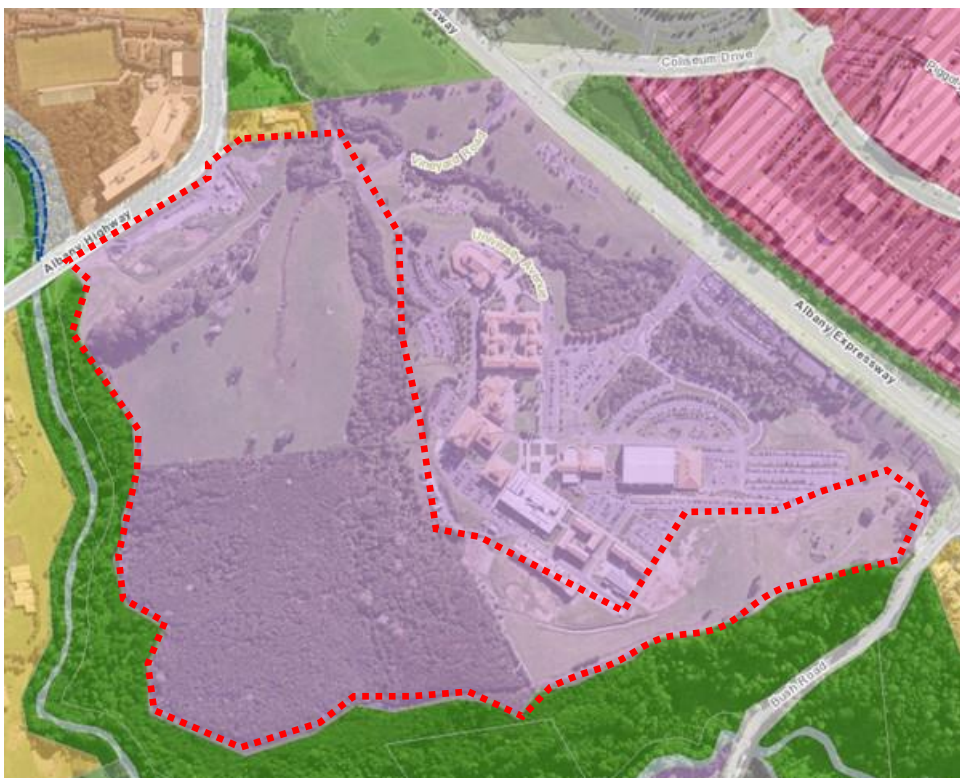 Coliseum Drive
Vineyard Road
Albany Highway
University Avenue
Albany Expressway
Bush Road